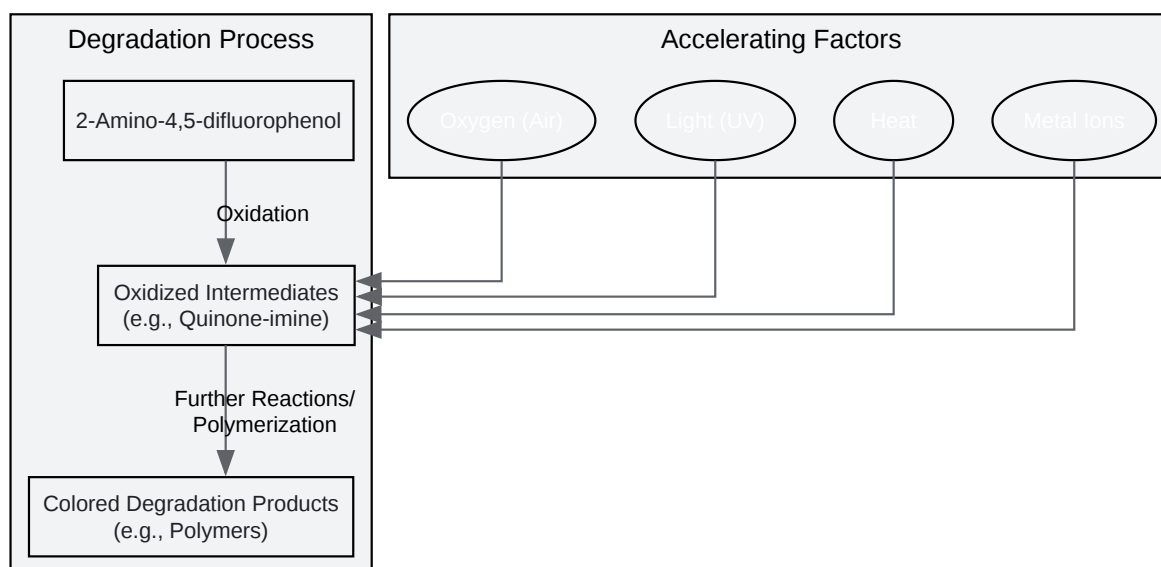 Degradation Process
2-Amino-4,5-difluorophenol
Oxidation
Oxidized Intermediates
(e.g., Quinone-imine)
Further Reactions/
Polymerization
Colored Degradation Products
(e.g., Polymers)
Accelerating Factors
Oxygen (Air)
Light (UV)
Heat
Metal Ions